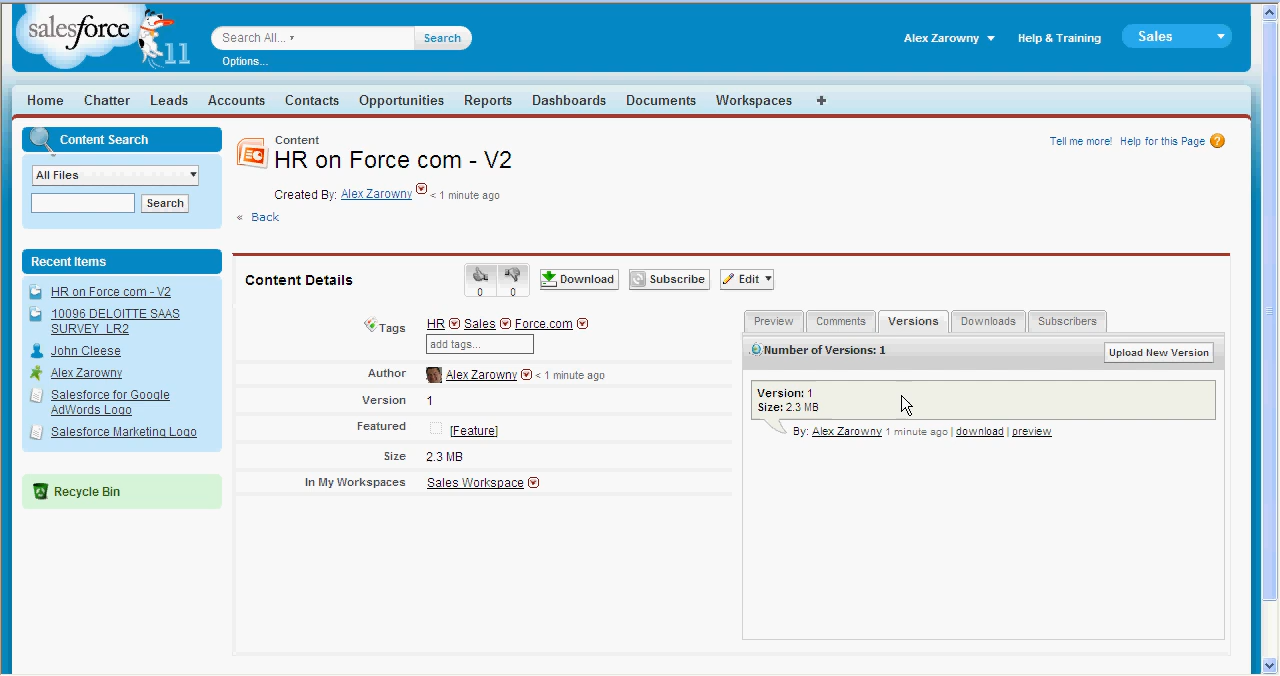 salesforce
11
Search All...
Search
Options...
Alex Zarowny
Help & Training
Sales
Home Chatter Leads Accounts Contacts Opportunities Reports Dashboards Documents Workspaces +
Content Search
All Files
Search
Recent Items
HR on Force com - V2
10096 DELOITTE SAAS
SURVEY_LR2
John Cleese
Alex Zarowny
Salesforce for Google
AdWords Logo
Salesforce Marketing Logo
Recycle Bin
Content
HR on Force com - V2
Created By: Alex Zarowny < 1 minute ago
« Back
Tell me more! Help for this Page ?
Content Details
0 0
Download
Subscribe
Edit
Tags HR Sales Force.com
add tags...
Author Alex Zarowny < 1 minute ago
Version 1
Featured [Feature]
Size 2.3 MB
In My Workspaces Sales Workspace
Preview Comments Versions Downloads Subscribers
Number of Versions: 1
Upload New Version
Version: 1
Size: 2.3 MB
By: Alex Zarowny 1 minute ago | download | preview